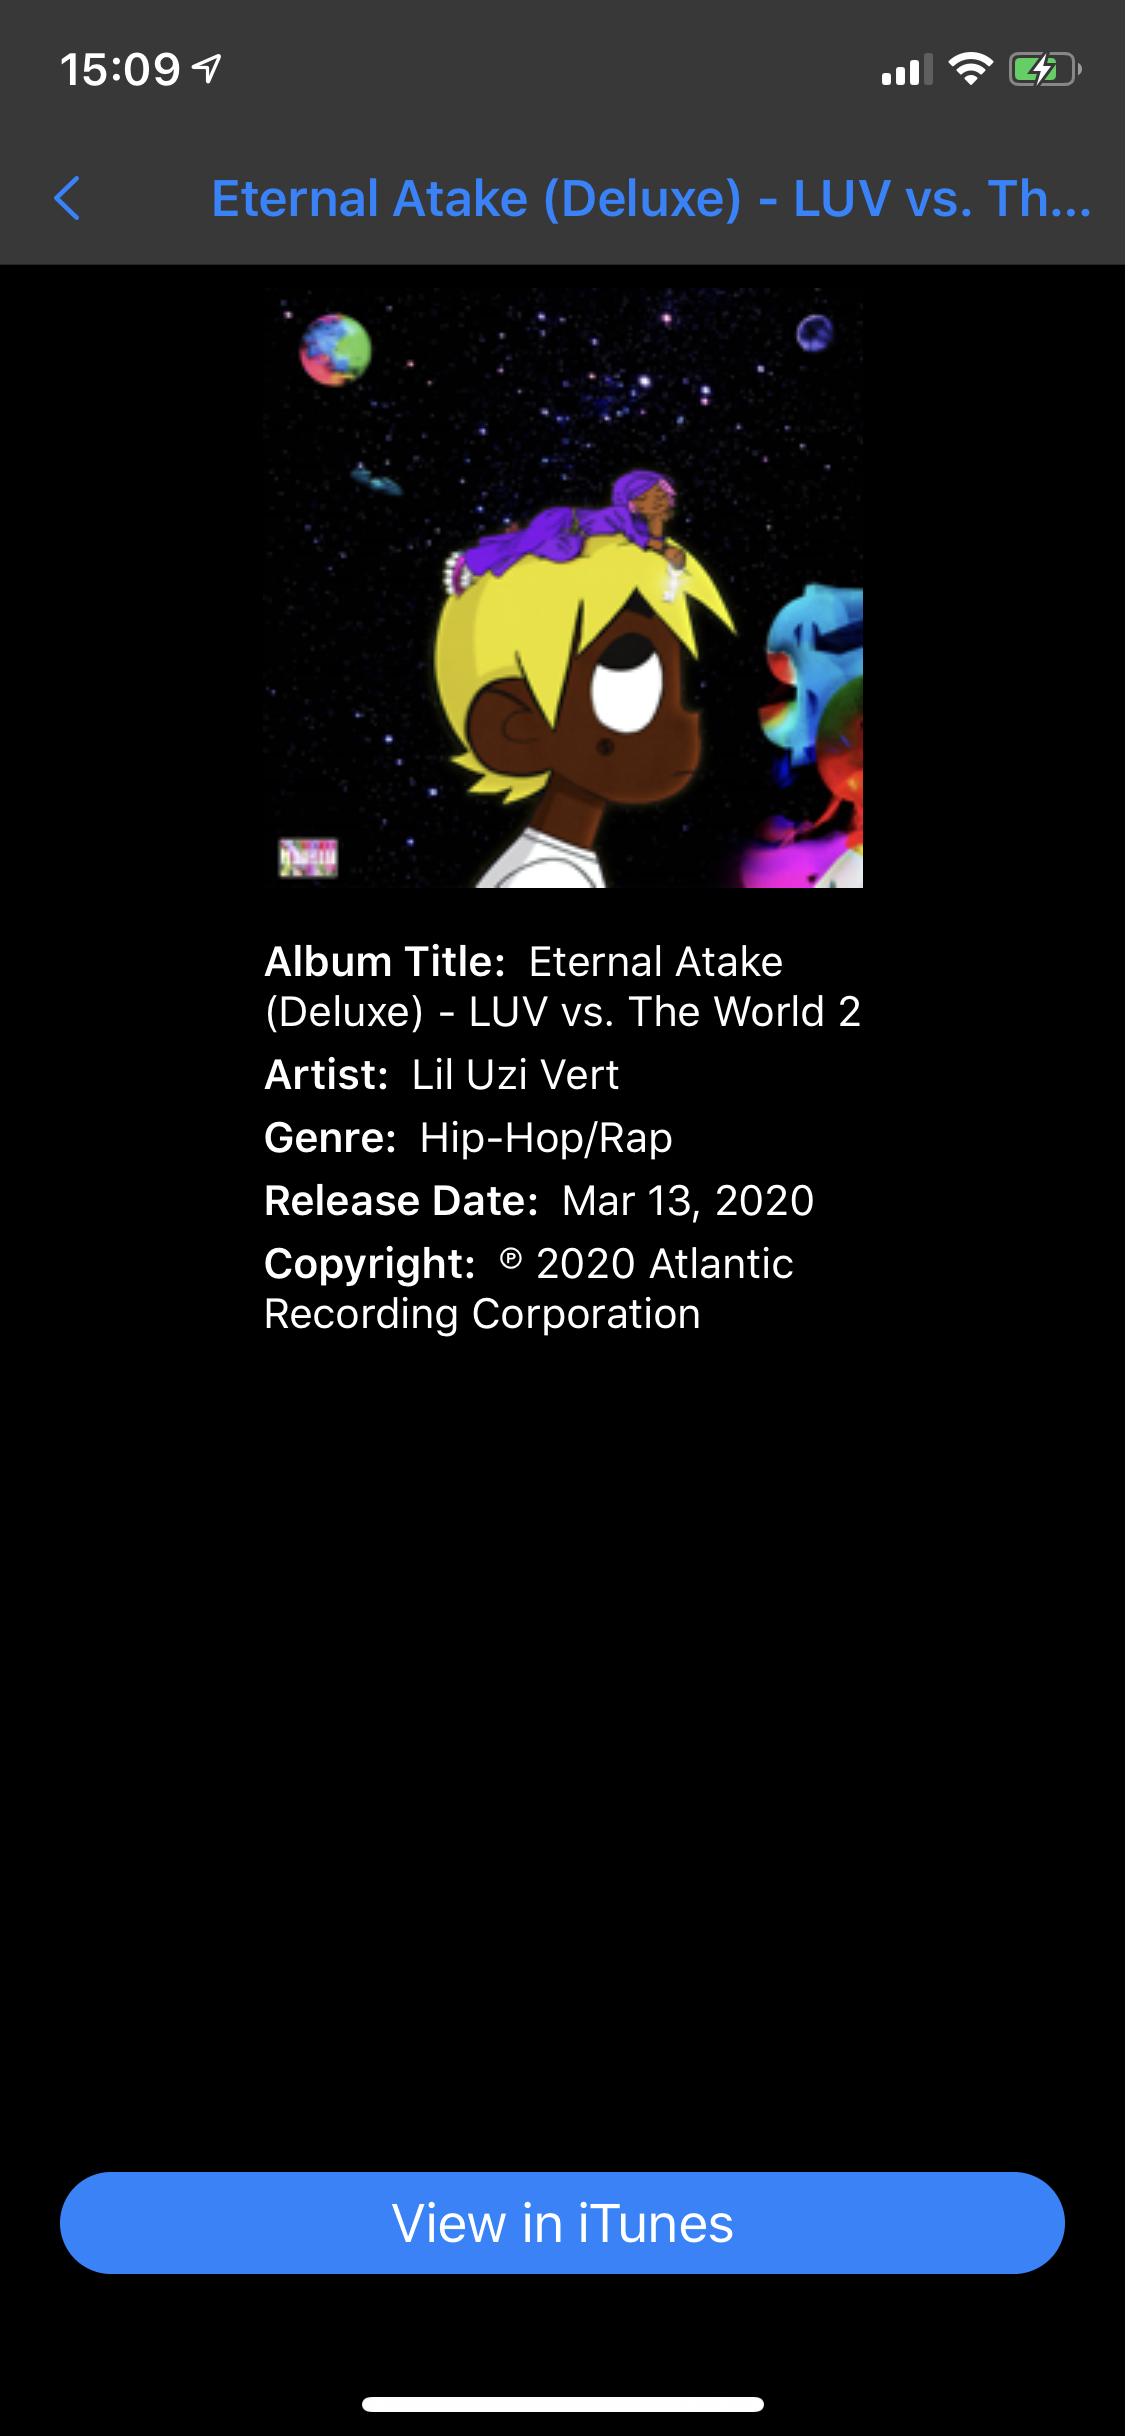 15:09
Eternal Atake (Deluxe) - LUV vs. Th...
Album Title: Eternal Atake
(Deluxe) - LUV vs. The World 2
Artist: Lil Uzi Vert
Genre: Hip-Hop/Rap
Release Date: Mar 13, 2020
Copyright: ℗ 2020 Atlantic
Recording Corporation
View in iTunes